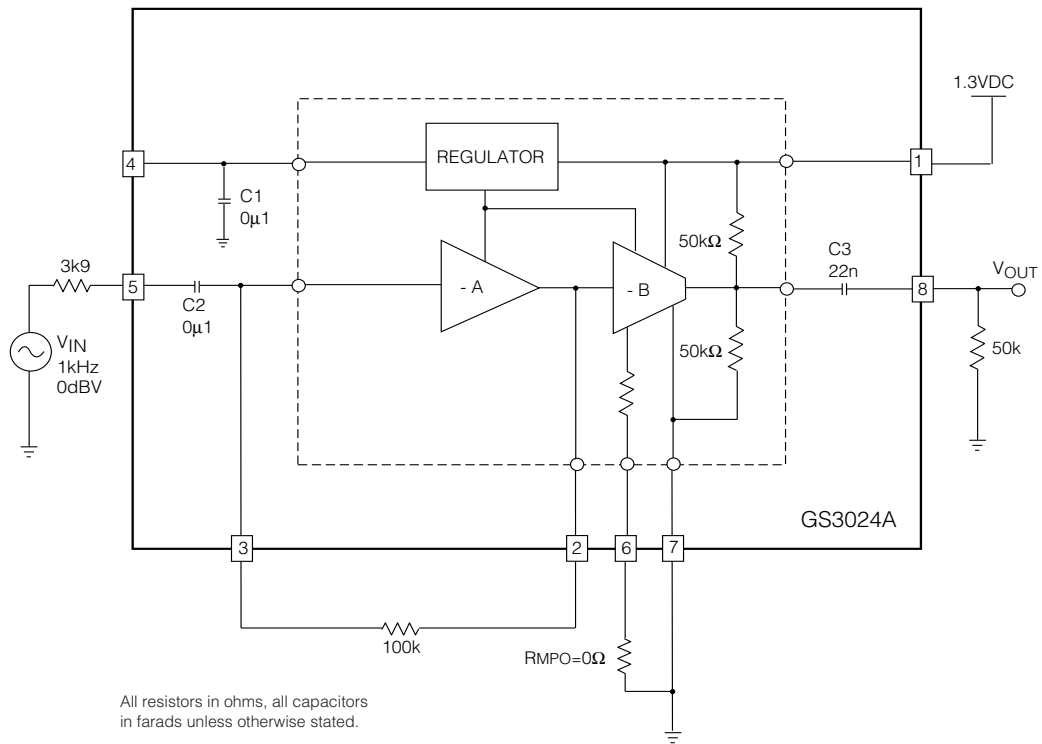 1.3VDC
REGULATOR
4
1
C1
0μ1
50kΩ
C3
22n
3k9
5
C2
0μ1
- A
- B
8
VOUT
VIN
1kHz
0dBV
50kΩ
50k
GS3024A
3
2
6
7
100k
RMPO=0Ω
All resistors in ohms, all capacitors
in farads unless otherwise stated.